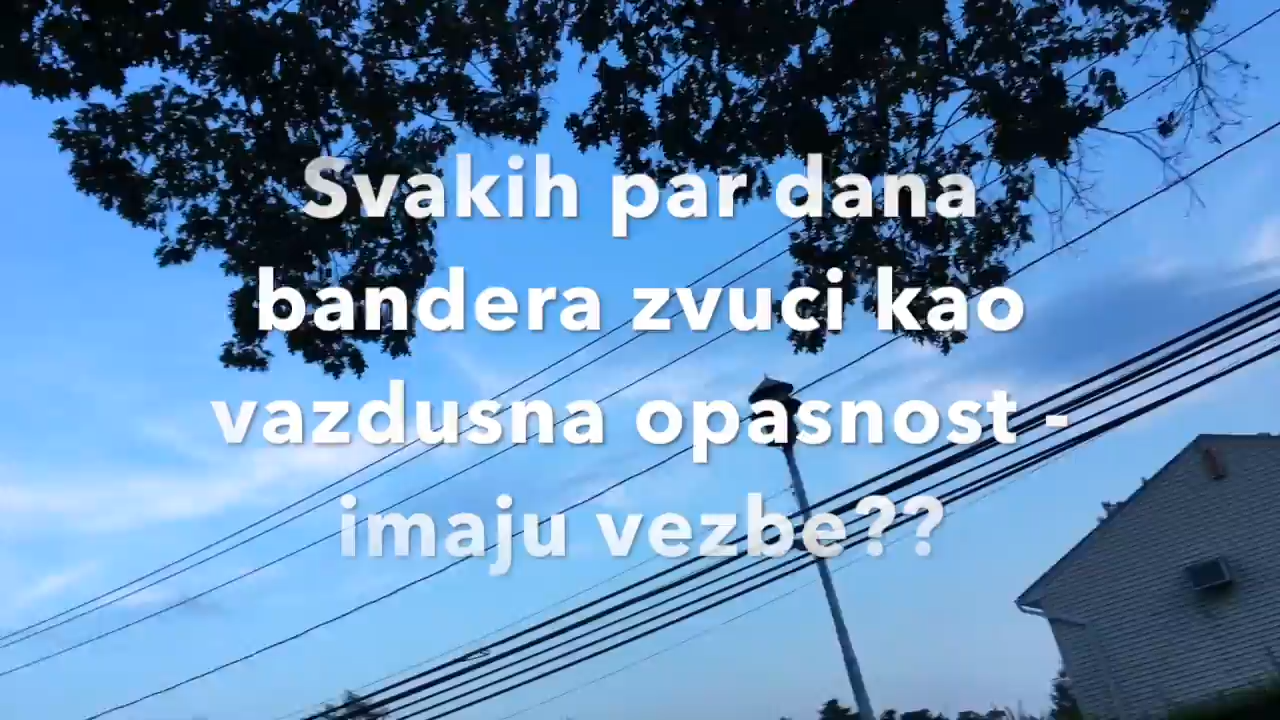 Svakih par dana
bandera zvuci kao
vazdusna opasnost -
imaju vezbe??